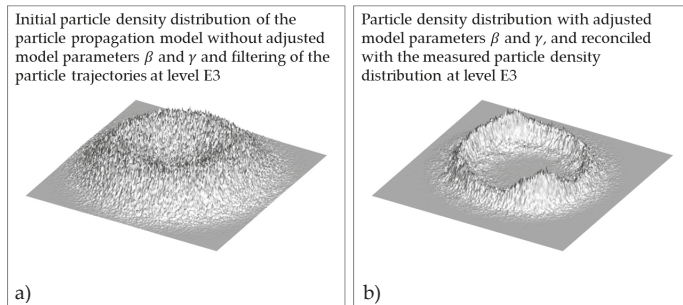 Initial particle density distribution of the
particle propagation model without adjusted
model parameters β and γ and filtering of the
particle trajectories at level E3
a)
Particle density distribution with adjusted
model parameters β and γ, and reconciled
with the measured particle density
distribution at level E3
b)